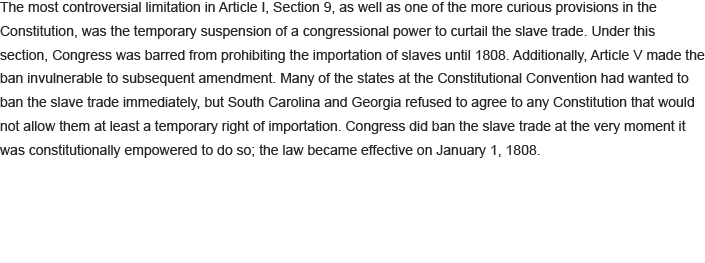 The most controversial limitation in Article I, Section 9, as well as one of the more curious provisions in the
Constitution, was the temporary suspension of a congressional power to curtail the slave trade. Under this
section, Congress was barred from prohibiting the importation of slaves until 1808. Additionally, Article V made the
ban invulnerable to subsequent amendment. Many of the states at the Constitutional Convention had wanted to
ban the slave trade immediately, but South Carolina and Georgia refused to agree to any Constitution that would
not allow them at least a temporary right of importation. Congress did ban the slave trade at the very moment it
was constitutionally empowered to do so; the law became effective on January 1, 1808.